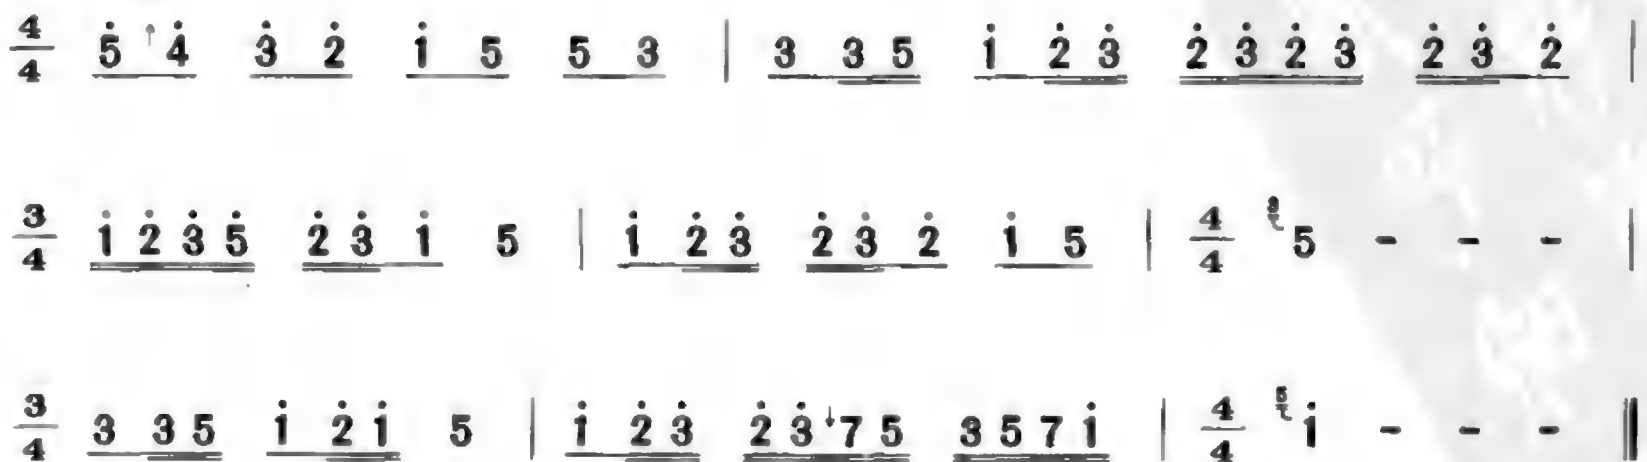 4/4 5̇ ↑4̇ 3̇ 2̇ 1̇ 5 5 3 | 3 3 5 1̇ 2̇ 3̇ 2̇ 3̇ 2̇ 3̇ 2̇ 3̇ 2̇ |
3/4 1̇ 2̇ 3̇ 5̇ 2̇ 3̇ 1̇ 5 | 1̇ 2̇ 3̇ 2̇ 3̇ 2̇ 1̇ 5 | 4/4 5 - - - |
3/4 3 3 5 1̇ 2̇ 1̇ 5 | 1̇ 2̇ 3̇ 2̇ 3̇ ↓7 5 3 5 7 1̇ | 4/4 1̇ - - - ‖